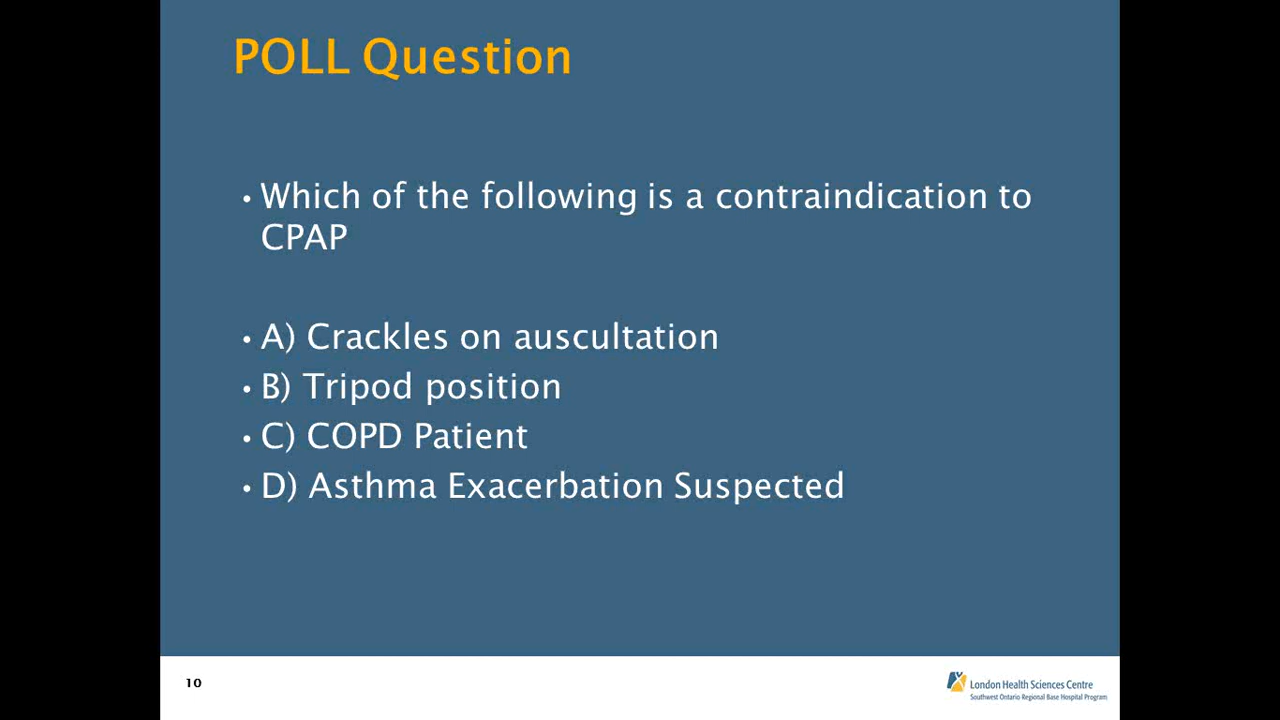 POLL Question
• Which of the following is a contraindication to
CPAP
• A) Crackles on auscultation
• B) Tripod position
• C) COPD Patient
• D) Asthma Exacerbation Suspected
10
London Health Sciences Centre
Southwest Ontario Regional Base Hospital Program